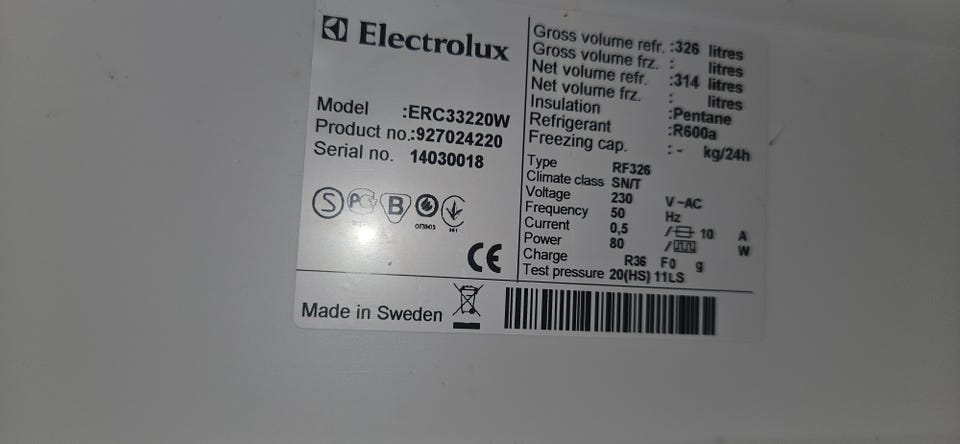 Electrolux
Model :ERC33220W
Product no.:927024220
Serial no. 14030018
S PC B
CE
Made in Sweden
Gross volume refr. :326 litres
Gross volume frz. : litres
Net volume refr. :314 litres
Net volume frz. : litres
Insulation :Pentane
Refrigerant :R600a
Freezing cap. :- kg/24h
Type RF326
Climate class SN/T
Voltage 230 V ~AC
Frequency 50 Hz
Current 0,5 / 10 A
Power 80 / W
Charge R36 F0 g
Test pressure 20(HS) 11LS